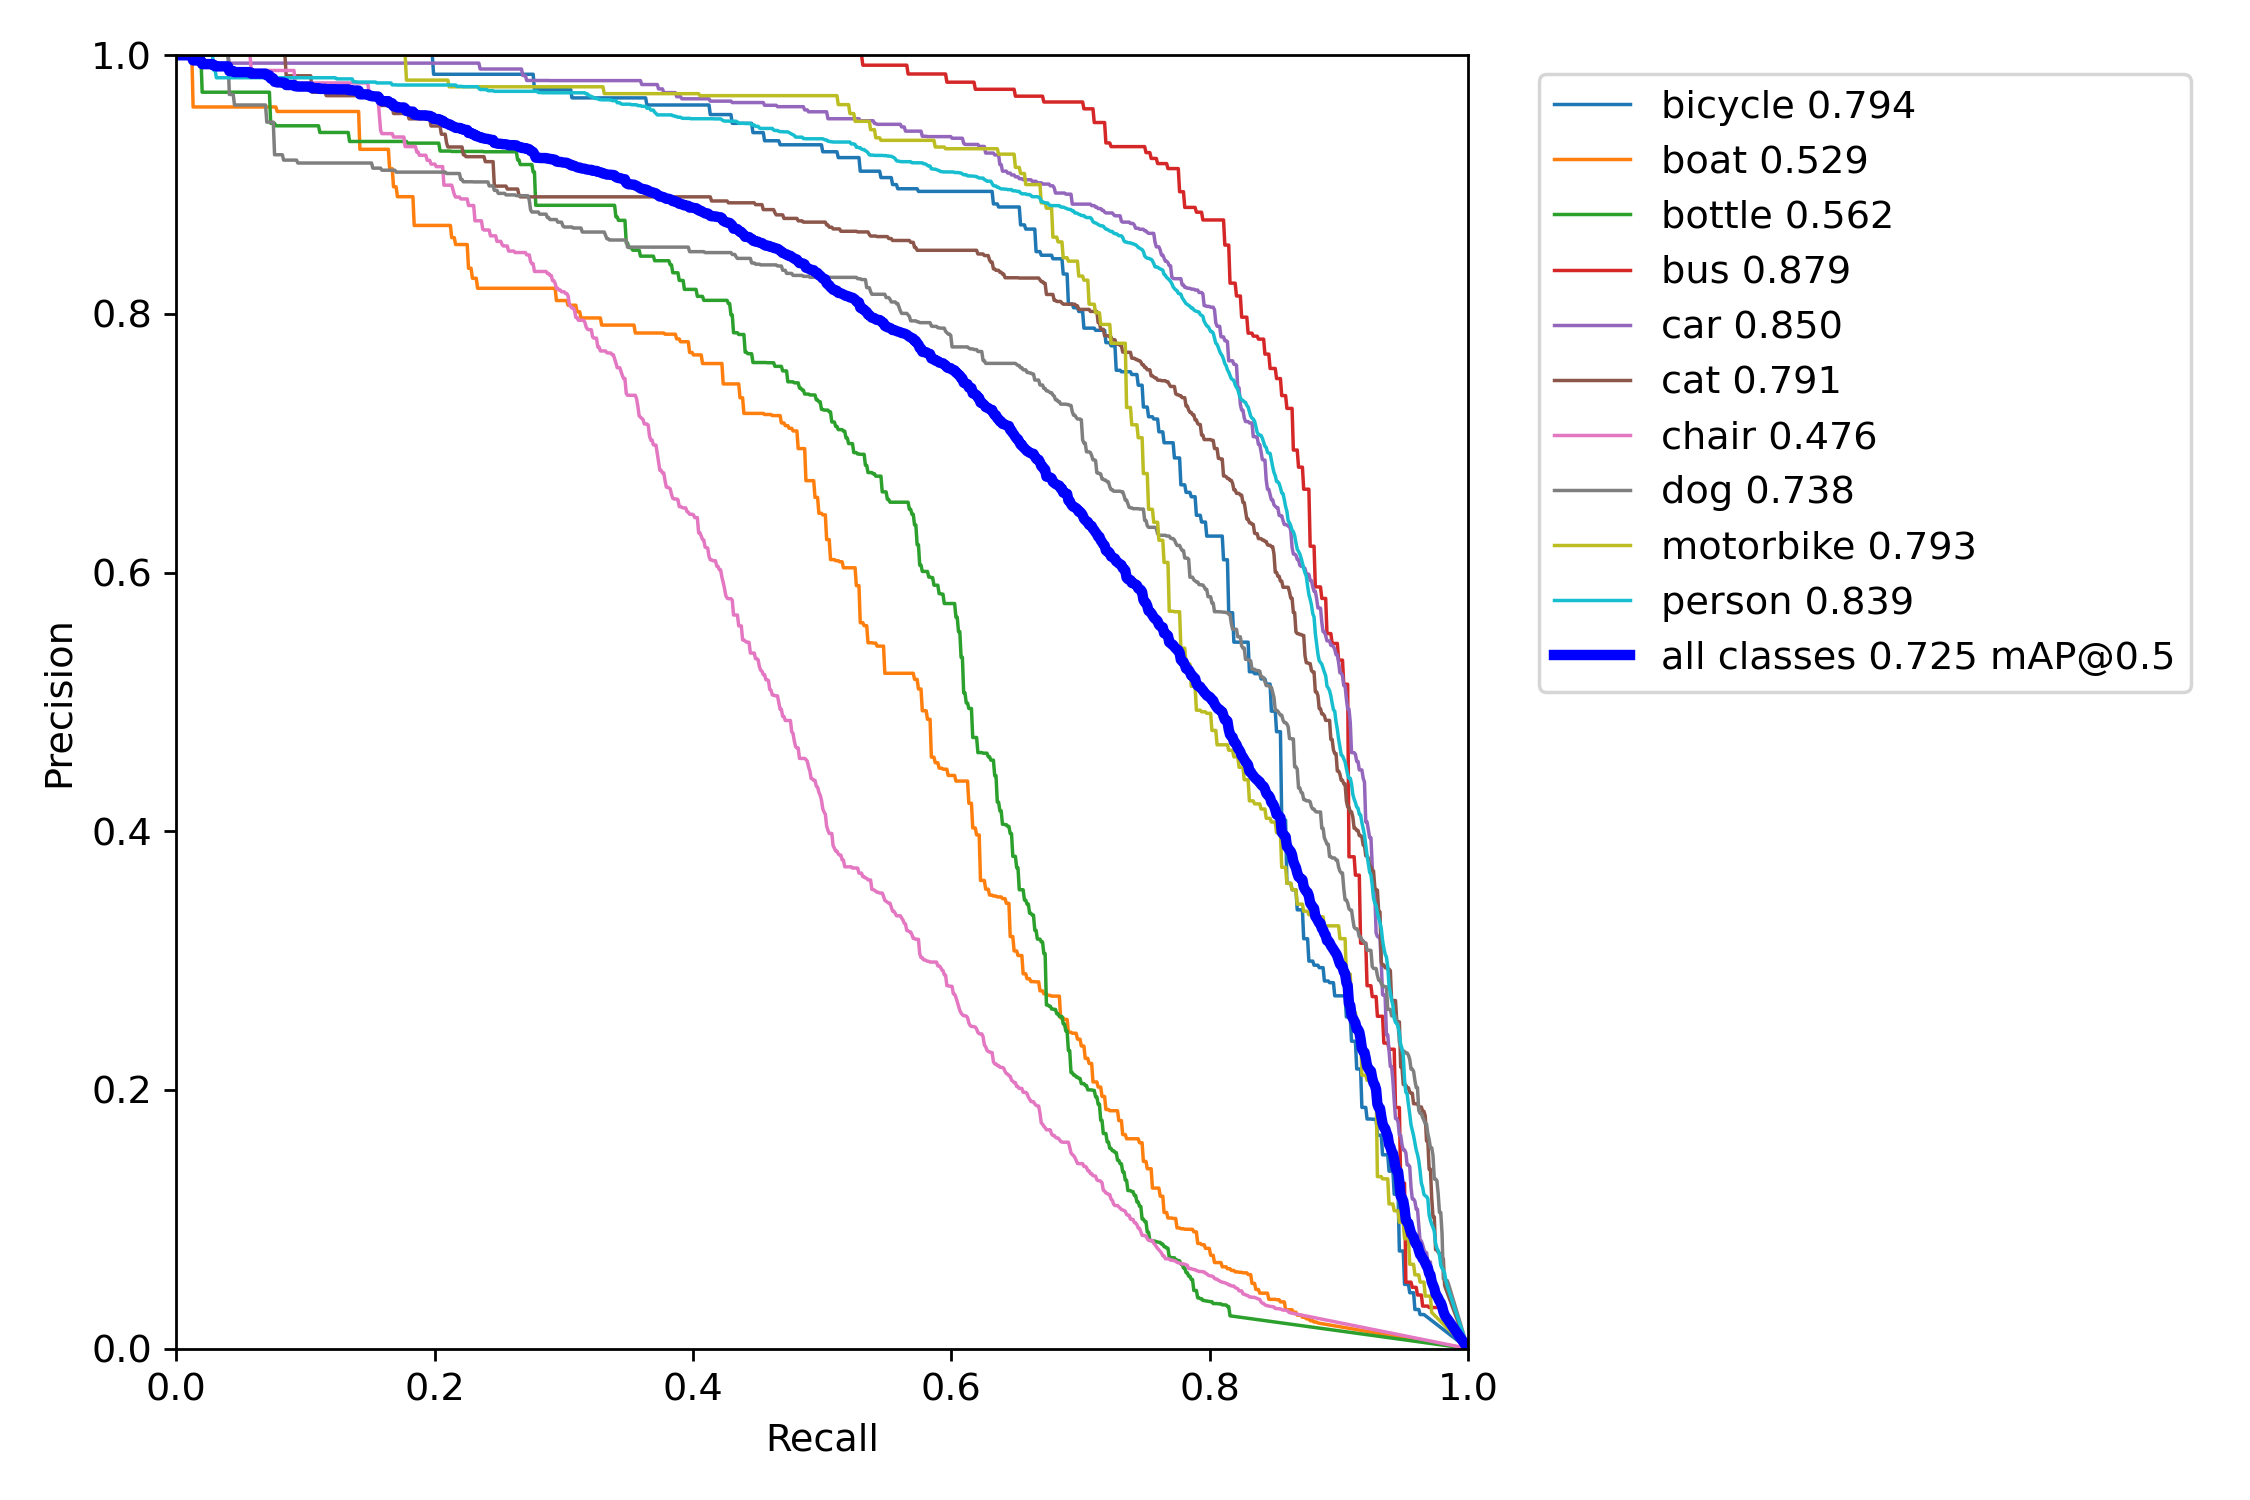 1.0
0.8
0.6
0.4
0.2
0.0
Precision
0.0 0.2 0.4 0.6 0.8 1.0
Recall
bicycle 0.794
boat 0.529
bottle 0.562
bus 0.879
car 0.850
cat 0.791
chair 0.476
dog 0.738
motorbike 0.793
person 0.839
all classes 0.725 mAP@0.5